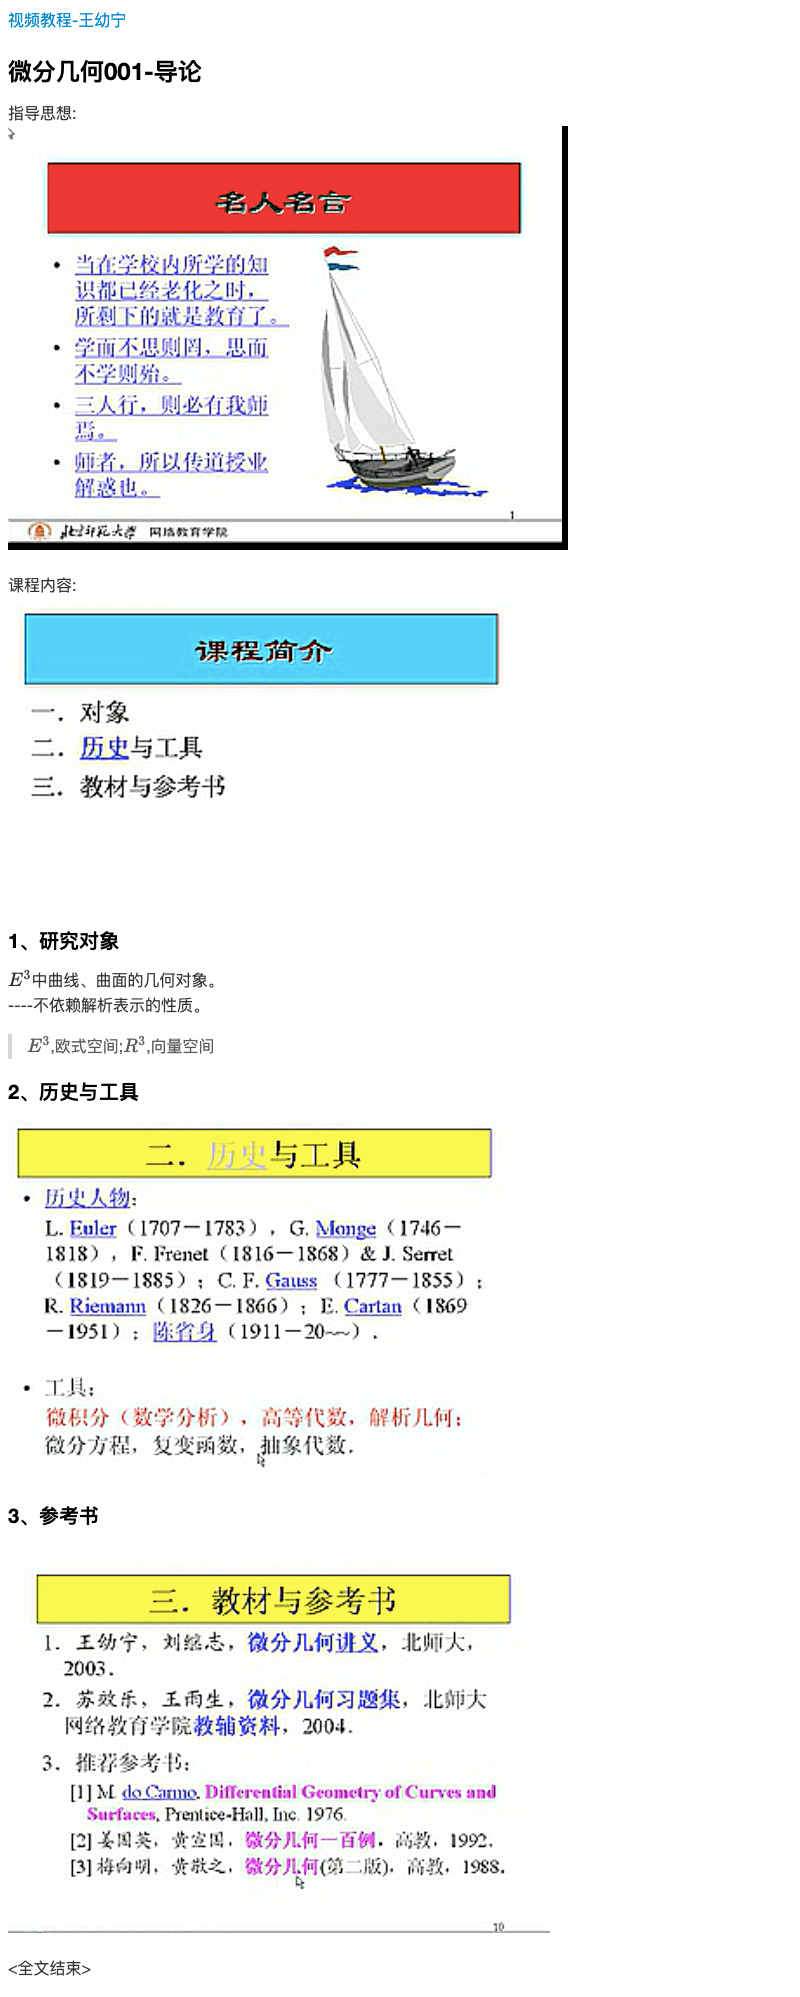 视频教程-王幼宁
微分几何001-导论
指导思想:
名人名言
• 当在学校内所学的知
识都已经老化之时，
所剩下的就是教育了。
• 学而不思则罔，思而
不学则殆。
• 三人行，则必有我师
焉。
• 师者，所以传道授业
解惑也。
1
北京师范大学 网络教育学院
课程内容:
课程简介
一．对象
二．历史与工具
三．教材与参考书
1、研究对象
E³中曲线、曲面的几何对象。
----不依赖解析表示的性质。
E³,欧式空间;R³,向量空间
2、历史与工具
二．历史与工具
• 历史人物：
L. Euler（1707－1783），G. Monge（1746－
1818），F. Frenet（1816－1868）& J. Serret
（1819－1885）；C. F. Gauss （1777－1855）；
R. Riemann（1826－1866）；E. Cartan（1869
－1951）；陈省身（1911－20~~）.
• 工具：
微积分（数学分析），高等代数，解析几何；
微分方程，复变函数，抽象代数．
3、参考书
三．教材与参考书
1．王幼宁，刘继志，微分几何讲义，北师大，
2003．
2．苏效乐，王雨生，微分几何习题集，北师大
网络教育学院教辅资料，2004．
3．推荐参考书：
[1] M. do Carmo, Differential Geometry of Curves and
Surfaces, Prentice-Hall, Inc. 1976.
[2] 姜国英，黄宣国，微分几何一百例，高教，1992．
[3] 梅向明，黄敬之，微分几何(第二版)，高教，1988．
10
<全文结束>